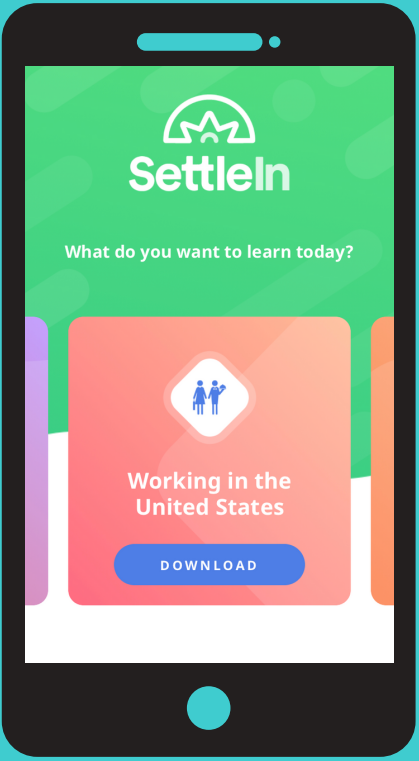 SettleIn
What do you want to learn today?
Working in the
United States
DOWNLOAD